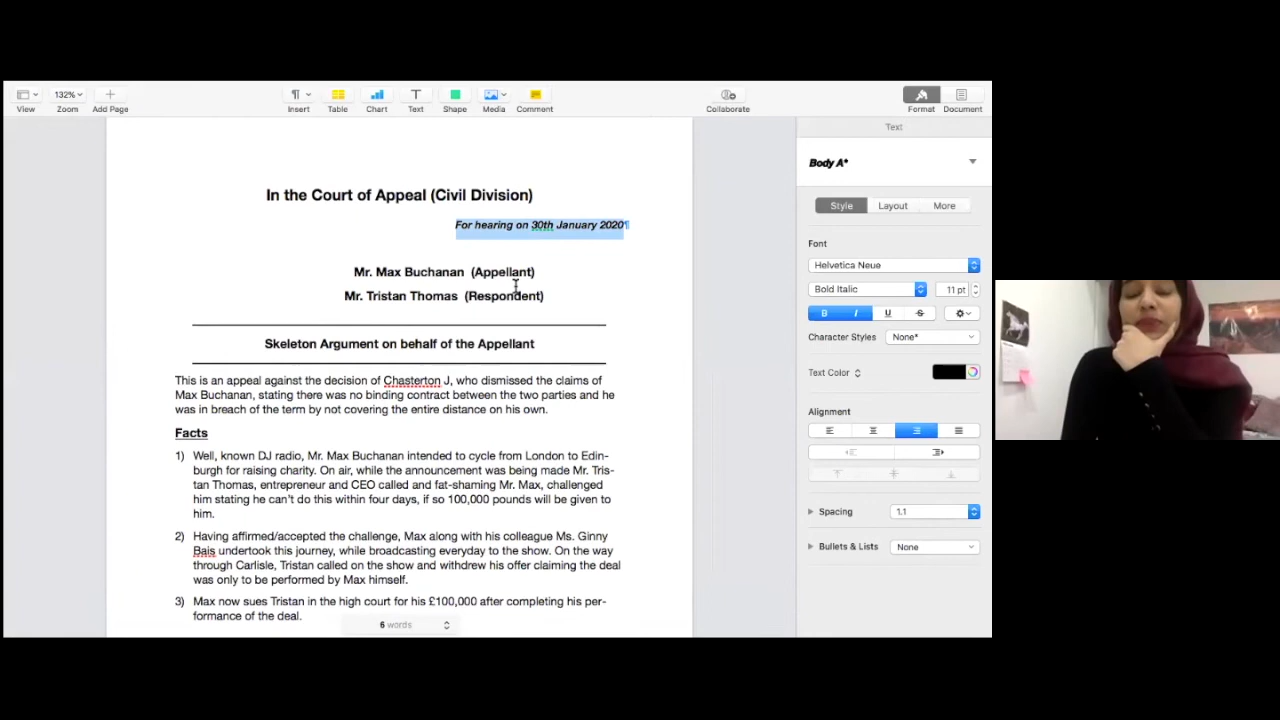 View
132%
Zoom
Add Page
Insert
Table
Chart
Text
Shape
Media
Comment
Collaborate
Format
Document
Text
Body A*
Style Layout More
Font
Helvetica Neue
Bold Italic 11 pt
B I U S
Character Styles None*
Text Color
Alignment
Spacing 1.1
Bullets & Lists None
In the Court of Appeal (Civil Division)
For hearing on 30th January 2020¶
Mr. Max Buchanan (Appellant)
Mr. Tristan Thomas (Respondent)
Skeleton Argument on behalf of the Appellant
This is an appeal against the decision of Chasterton J, who dismissed the claims of
Max Buchanan, stating there was no binding contract between the two parties and he
was in breach of the term by not covering the entire distance on his own.
Facts
1) Well, known DJ radio, Mr. Max Buchanan intended to cycle from London to Edin-
burgh for raising charity. On air, while the announcement was being made Mr. Tris-
tan Thomas, entrepreneur and CEO called and fat-shaming Mr. Max, challenged
him stating he can't do this within four days, if so 100,000 pounds will be given to
him.
2) Having affirmed/accepted the challenge, Max along with his colleague Ms. Ginny
Bais undertook this journey, while broadcasting everyday to the show. On the way
through Carlisle, Tristan called on the show and withdrew his offer claiming the deal
was only to be performed by Max himself.
3) Max now sues Tristan in the high court for his £100,000 after completing his per-
formance of the deal.
6 words